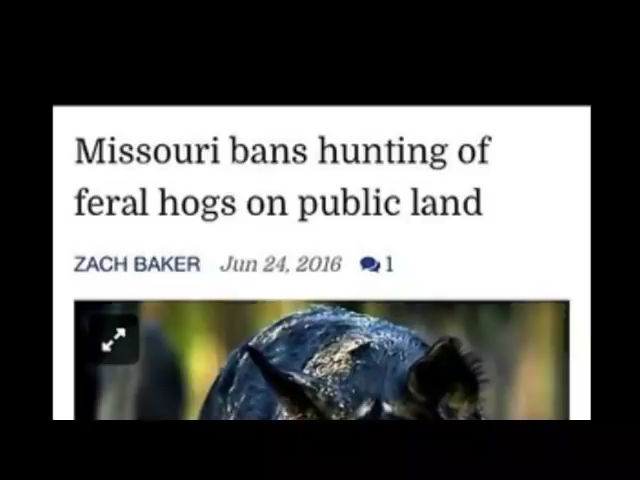 Missouri bans hunting of
feral hogs on public land
ZACH BAKER Jun 24, 2016 1